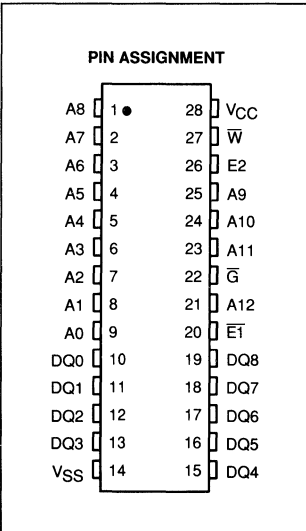 PIN ASSIGNMENT
A8 1 28 VCC
A7 2 27 W̅
A6 3 26 E2
A5 4 25 A9
A4 5 24 A10
A3 6 23 A11
A2 7 22 G̅
A1 8 21 A12
A0 9 20 E̅1̅
DQ0 10 19 DQ8
DQ1 11 18 DQ7
DQ2 12 17 DQ6
DQ3 13 16 DQ5
VSS 14 15 DQ4